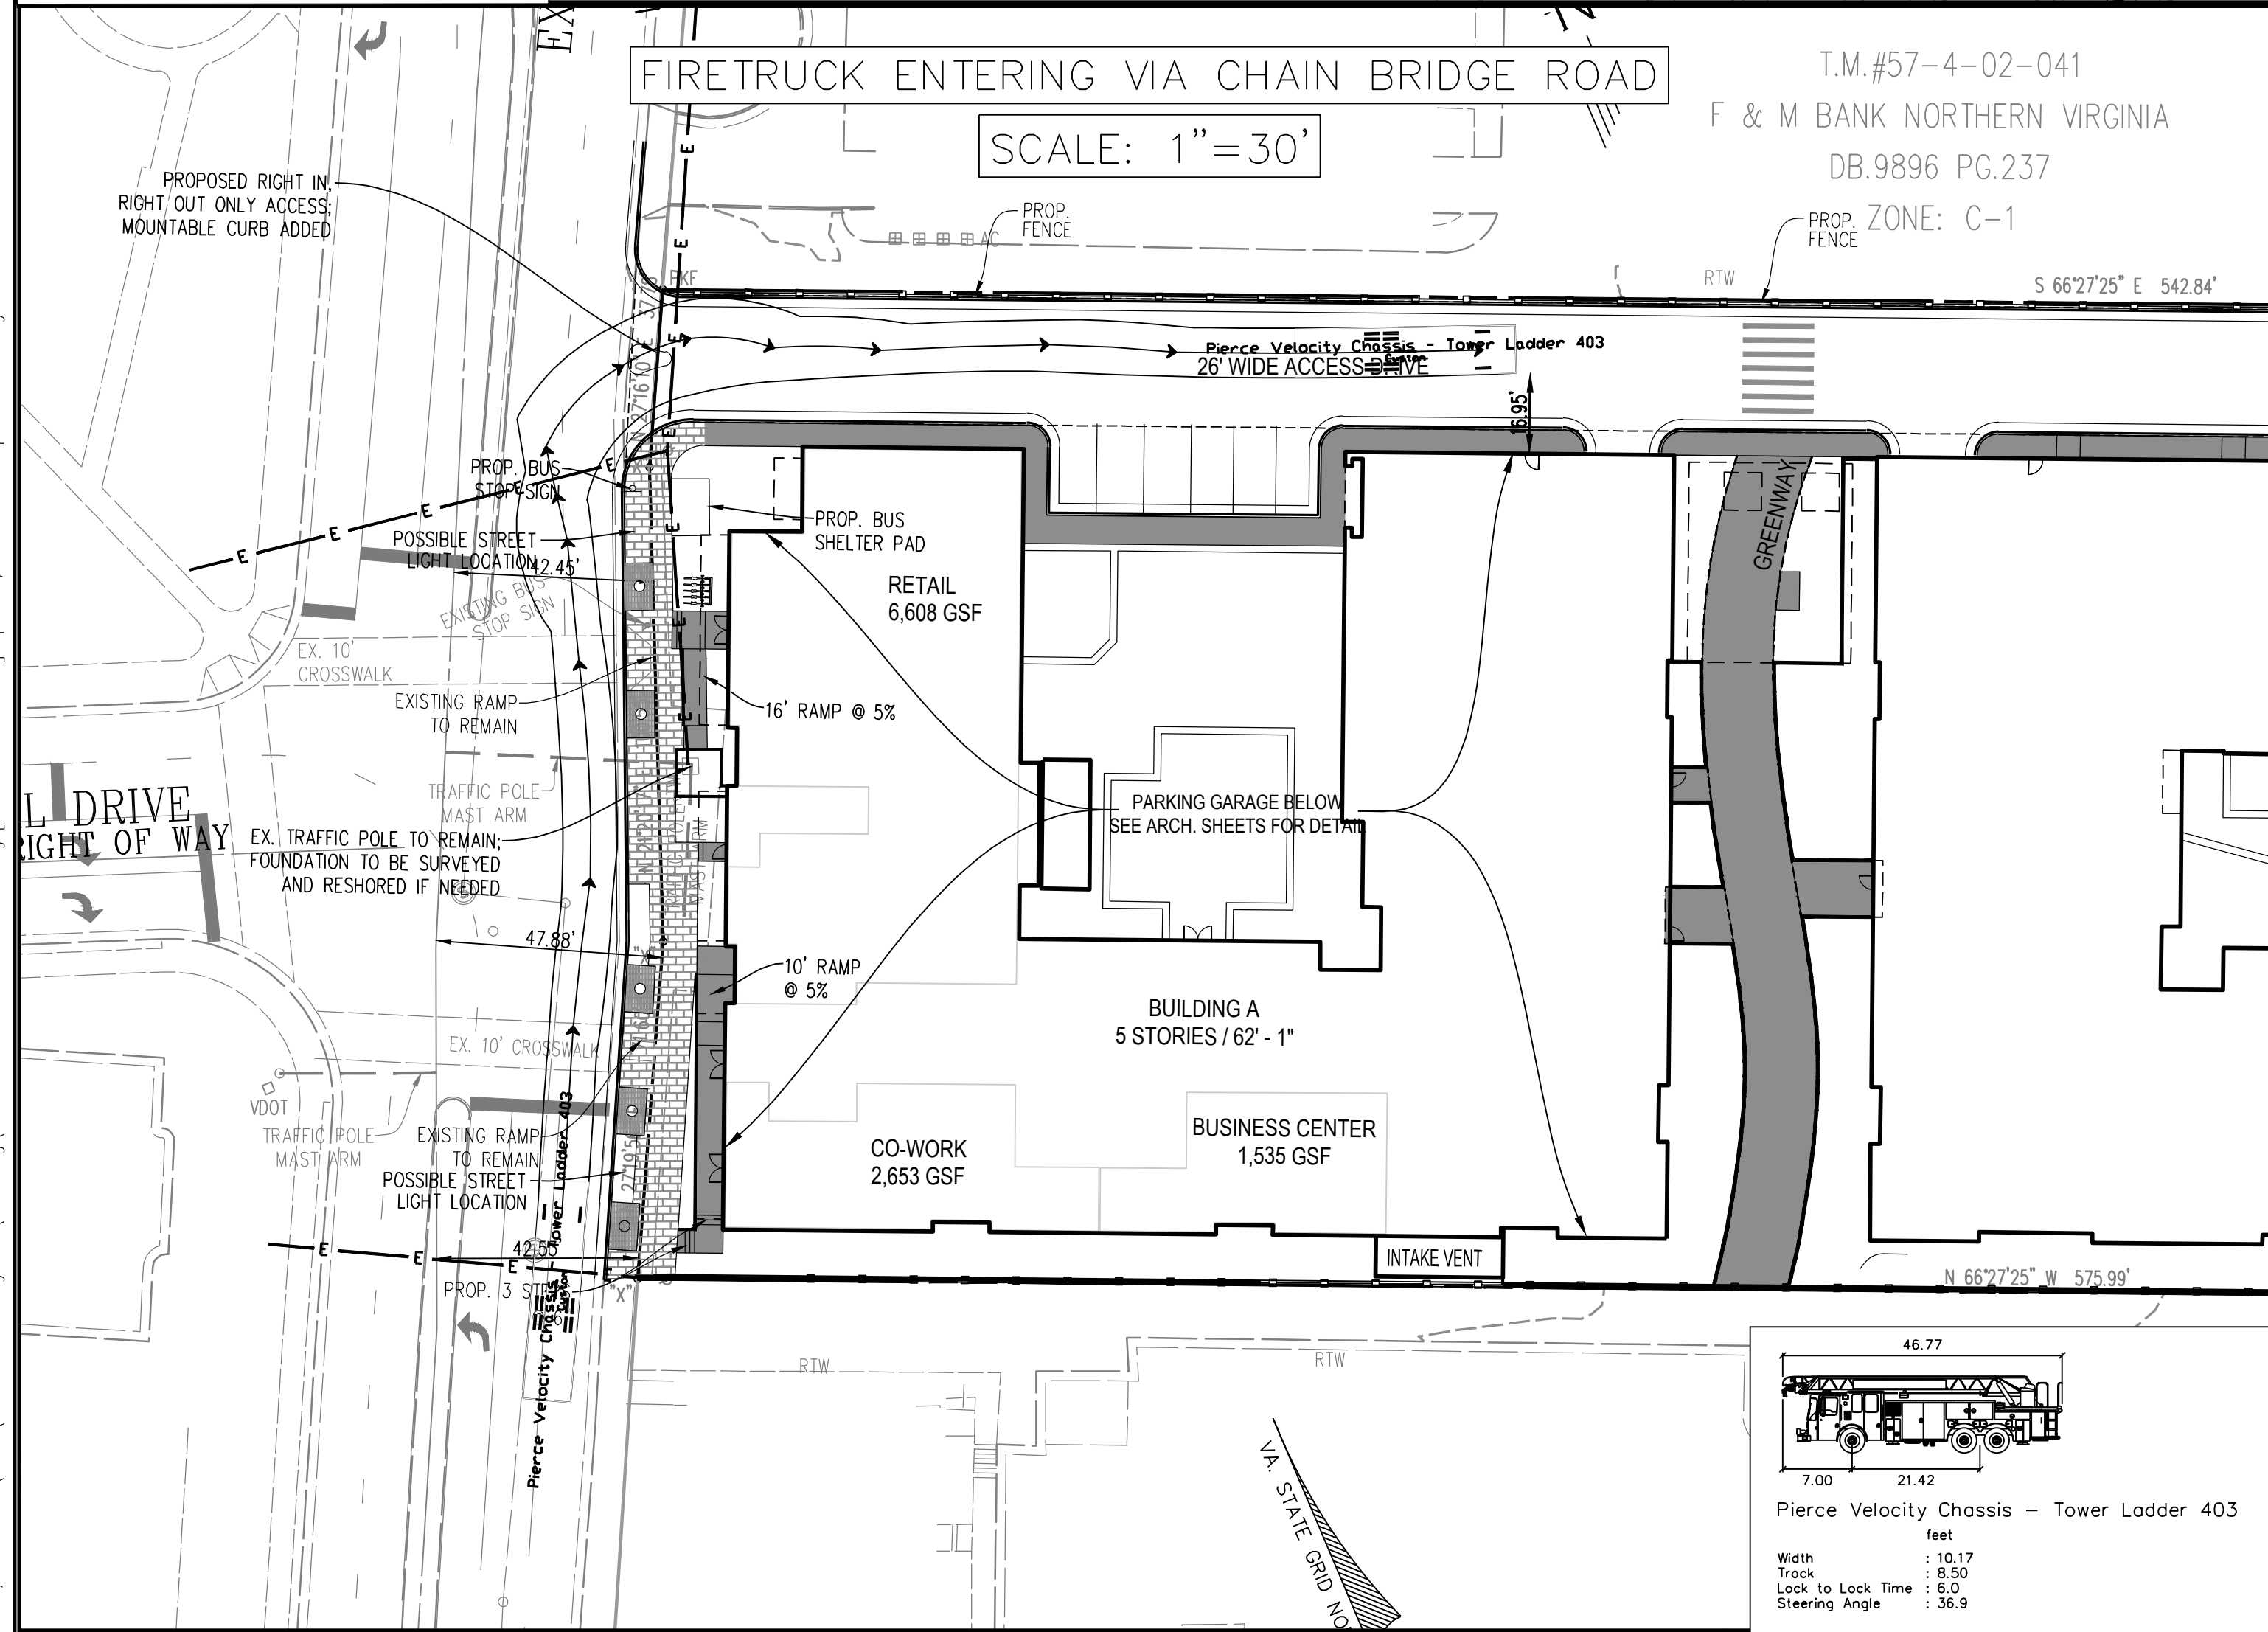 FIRETRUCK ENTERING VIA CHAIN BRIDGE ROAD
SCALE: 1"=30'
T.M.#57-4-02-041
F & M BANK NORTHERN VIRGINIA
DB.9896 PG.237
ZONE: C-1
PROPOSED RIGHT IN,
RIGHT OUT ONLY ACCESS;
MOUNTABLE CURB ADDED
PROP.
FENCE
AC
PROP.
FENCE
PKF
RTW
S 66°27'25" E 542.84'
N 27°16'10" E
Pierce Velocity Chassis - Tower Ladder 403
Custom
26' WIDE ACCESS DRIVE
16.95'
PROP. BUS
STOP SIGN
POSSIBLE STREET
LIGHT LOCATION
42.45'
EXISTING BUS
STOP SIGN
PROP. BUS
SHELTER PAD
GREENWAY
RETAIL
6,608 GSF
EX. 10'
CROSSWALK
EXISTING RAMP
TO REMAIN
16' RAMP @ 5%
TRAFFIC POLE
MAST ARM
L DRIVE
RIGHT OF WAY
EX. TRAFFIC POLE TO REMAIN;
FOUNDATION TO BE SURVEYED
AND RESHORED IF NEEDED
PARKING GARAGE BELOW
SEE ARCH. SHEETS FOR DETAIL
47.88'
"X"
10' RAMP
@ 5%
BUILDING A
5 STORIES / 62' - 1"
EX. 10' CROSSWALK
VDOT
TRAFFIC POLE
MAST ARM
EXISTING RAMP
TO REMAIN
POSSIBLE STREET
LIGHT LOCATION
CO-WORK
2,653 GSF
BUSINESS CENTER
1,535 GSF
42.55'
PROP. 3
"X"
INTAKE VENT
N 66°27'25" W 575.99'
Pierce Velocity Chassis - Tower Ladder 403
Custom
RTW
RTW
VA. STATE GRID
46.77
7.00
21.42
Pierce Velocity Chassis - Tower Ladder 403
feet
Width : 10.17
Track : 8.50
Lock to Lock Time : 6.0
Steering Angle : 36.9
E
E
E
E
E
E
E
E
E
E
E
E
E
E